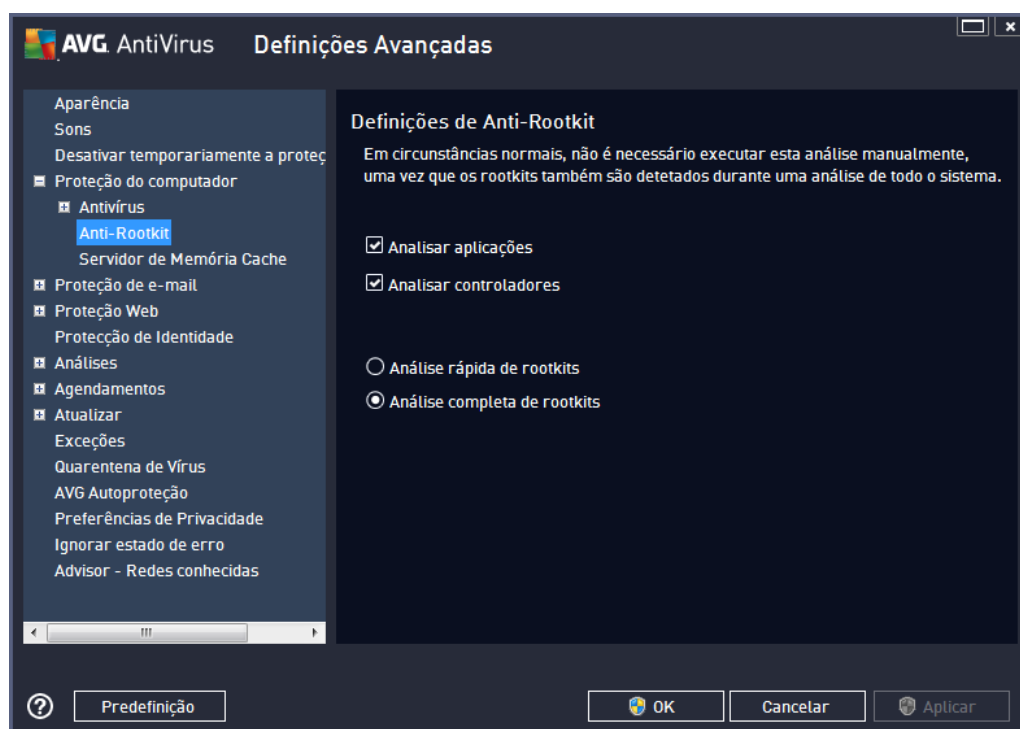 AVG. AntiVirus Definições Avançadas
Aparência
Sons
Desativar temporariamente a proteç
Proteção do computador
Antivírus
Anti-Rootkit
Servidor de Memória Cache
Proteção de e-mail
Proteção Web
Protecção de Identidade
Análises
Agendamentos
Atualizar
Exceções
Quarentena de Vírus
AVG Autoproteção
Preferências de Privacidade
Ignorar estado de erro
Advisor - Redes conhecidas
Definições de Anti-Rootkit
Em circunstâncias normais, não é necessário executar esta análise manualmente,
uma vez que os rootkits também são detetados durante uma análise de todo o sistema.
Analisar aplicações
Analisar controladores
Análise rápida de rootkits
Análise completa de rootkits
Predefinição
OK
Cancelar
Aplicar